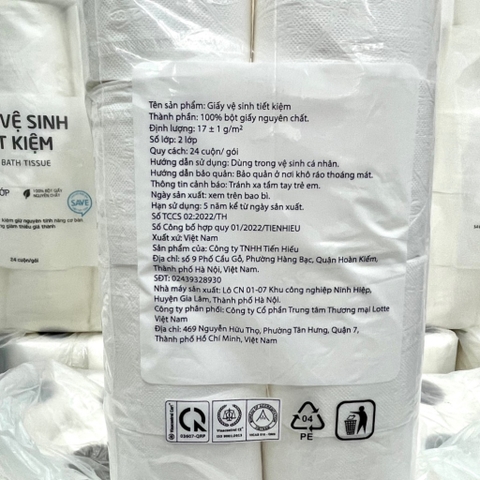 VỆ SINH
T KIỆM
BATH TISSUE
100% BỘT GIẤY
NGUYÊN CHẤT
SAVE
24 cuộn/gói
Tên sản phẩm: Giấy vệ sinh tiết kiệm
Thành phần: 100% bột giấy nguyên chất.
Định lượng: 17 ± 1 g/m²
Số lớp: 2 lớp
Quy cách: 24 cuộn/ gói
Hướng dẫn sử dụng: Dùng trong vệ sinh cá nhân.
Hướng dẫn bảo quản: Bảo quản ở nơi khô ráo thoáng mát.
Thông tin cảnh báo: Tránh xa tầm tay trẻ em.
Ngày sản xuất: xem trên bao bì.
Hạn sử dụng: 5 năm kể từ ngày sản xuất.
Số TCCS 02:2022/TH
Số Công bố hợp quy 01/2022/TIENHIEU
Xuất xứ: Việt Nam
Sản phẩm của: Công ty TNHH Tiến Hiếu
Địa chỉ: số 9 Phố Cầu Gỗ, Phường Hàng Bạc, Quận Hoàn Kiếm,
Thành phố Hà Nội, Việt Nam.
SĐT: 02439328930
Nhà máy sản xuất: Lô CN 01-07 Khu công nghiệp Ninh Hiệp,
Huyện Gia Lâm, Thành phố Hà Nội.
Công ty phân phối: Công ty Cổ phần Trung tâm Thương mại Lotte
Việt Nam
Địa chỉ: 469 Nguyễn Hữu Thọ, Phường Tân Hưng, Quận 7,
Thành phố Hồ Chí Minh, Việt Nam
04
PE